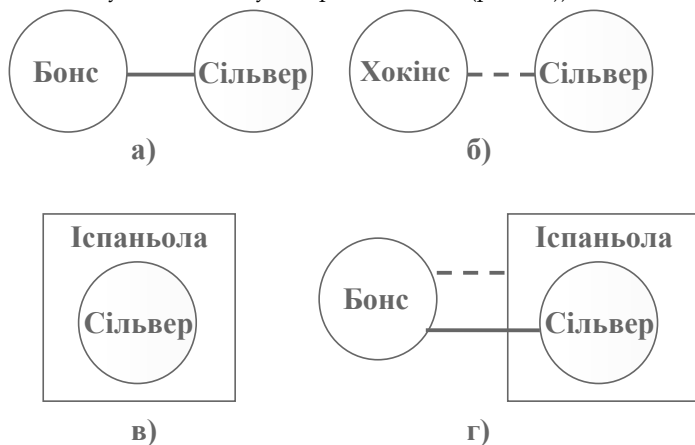 Бонс Сільвер Хокінс Сільвер
а) б)
Іспаньола Іспаньола
Бонс
Сільвер Сільвер
в) г)